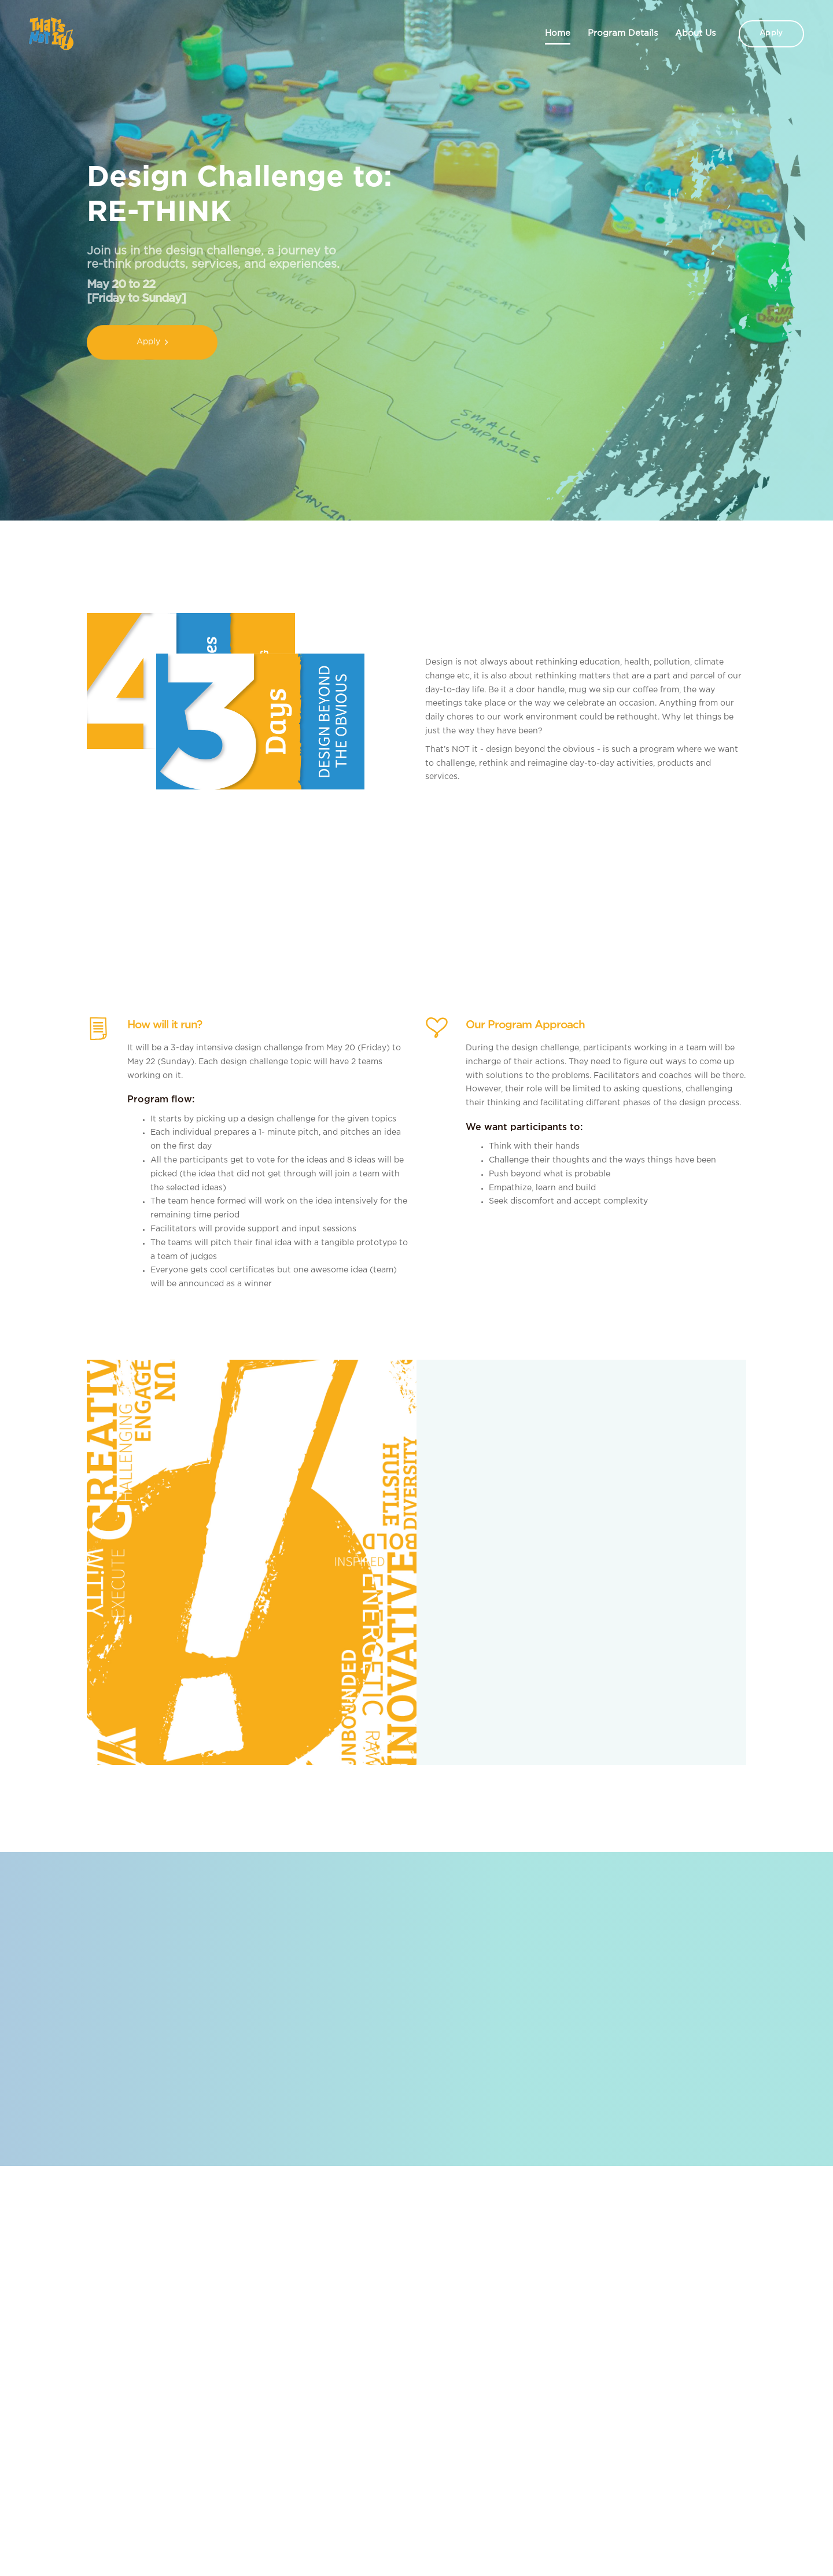 THAT'S
NOT IT!
Home
Program Details
About Us
Apply
Design Challenge to:
RE-THINK
Join us in the design challenge, a journey to
re-think products, services, and experiences.
May 20 to 22
[Friday to Sunday]
Apply
WE
CONNECT
CORPORATE
SMALL
COMPANIES
4
3
Days
DESIGN BEYOND
THE OBVIOUS
Design is not always about rethinking education, health, pollution, climate
change etc, it is also about rethinking matters that are a part and parcel of our
day-to-day life. Be it a door handle, mug we sip our coffee from, the way
meetings take place or the way we celebrate an occasion. Anything from our
daily chores to our work environment could be rethought. Why let things be
just the way they have been?
That's NOT it - design beyond the obvious - is such a program where we want
to challenge, rethink and reimagine day-to-day activities, products and
services.
How will it run?
It will be a 3-day intensive design challenge from May 20 (Friday) to
May 22 (Sunday). Each design challenge topic will have 2 teams
working on it.
Program flow:
It starts by picking up a design challenge for the given topics
Each individual prepares a 1- minute pitch, and pitches an idea
on the first day
All the participants get to vote for the ideas and 8 ideas will be
picked (the idea that did not get through will join a team with
the selected ideas)
The team hence formed will work on the idea intensively for the
remaining time period
Facilitators will provide support and input sessions
The teams will pitch their final idea with a tangible prototype to
a team of judges
Everyone gets cool certificates but one awesome idea (team)
will be announced as a winner
Our Program Approach
During the design challenge, participants working in a team will be
incharge of their actions. They need to figure out ways to come up
with solutions to the problems. Facilitators and coaches will be there.
However, their role will be limited to asking questions, challenging
their thinking and facilitating different phases of the design process.
We want participants to:
Think with their hands
Challenge their thoughts and the ways things have been
Push beyond what is probable
Empathize, learn and build
Seek discomfort and accept complexity
CREATIV
HALLENGING
ENGAGE
UN
WiTTY
EXECUTE
HUSTLE
DIVERSITY
BOLD
INSPIRED
ENERGETIC
NNOVATIVE
UNBOUNDED
RAW